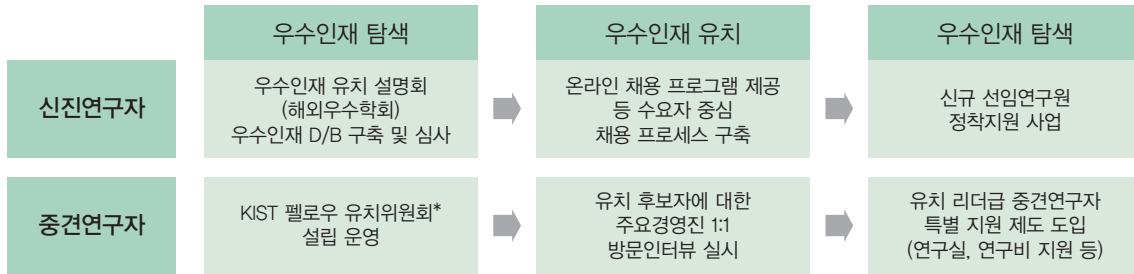 우수인재 탐색
우수인재 유치
우수인재 탐색
신진연구자
우수인재 유치 설명회
(해외우수학회)
우수인재 D/B 구축 및 심사
온라인 채용 프로그램 제공
등 수요자 중심
채용 프로세스 구축
신규 선임연구원
정착지원 사업
중견연구자
KIST 펠로우 유치위원회*
설립 운영
유치 후보자에 대한
주요경영진 1:1
방문인터뷰 실시
유치 리더급 중견연구자
특별 지원 제도 도입
(연구실, 연구비 지원 등)